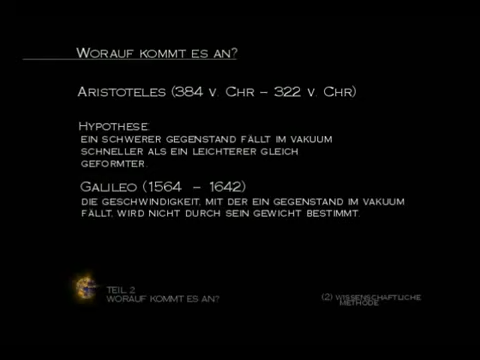 WORAUF KOMMT ES AN?
ARISTOTELES (384 V. CHR – 322 V. CHR)
HYPOTHESE:
EIN SCHWERER GEGENSTAND FÄLLT IM VAKUUM
SCHNELLER ALS EIN LEICHTERER GLEICH
GEFORMTER.
GALILEO (1564 – 1642)
DIE GESCHWINDIGKEIT, MIT DER EIN GEGENSTAND IM VAKUUM
FÄLLT, WIRD NICHT DURCH SEIN GEWICHT BESTIMMT.
TEIL 2
WORAUF KOMMT ES AN?
(2) WISSENSCHAFTLICHE
METHODE